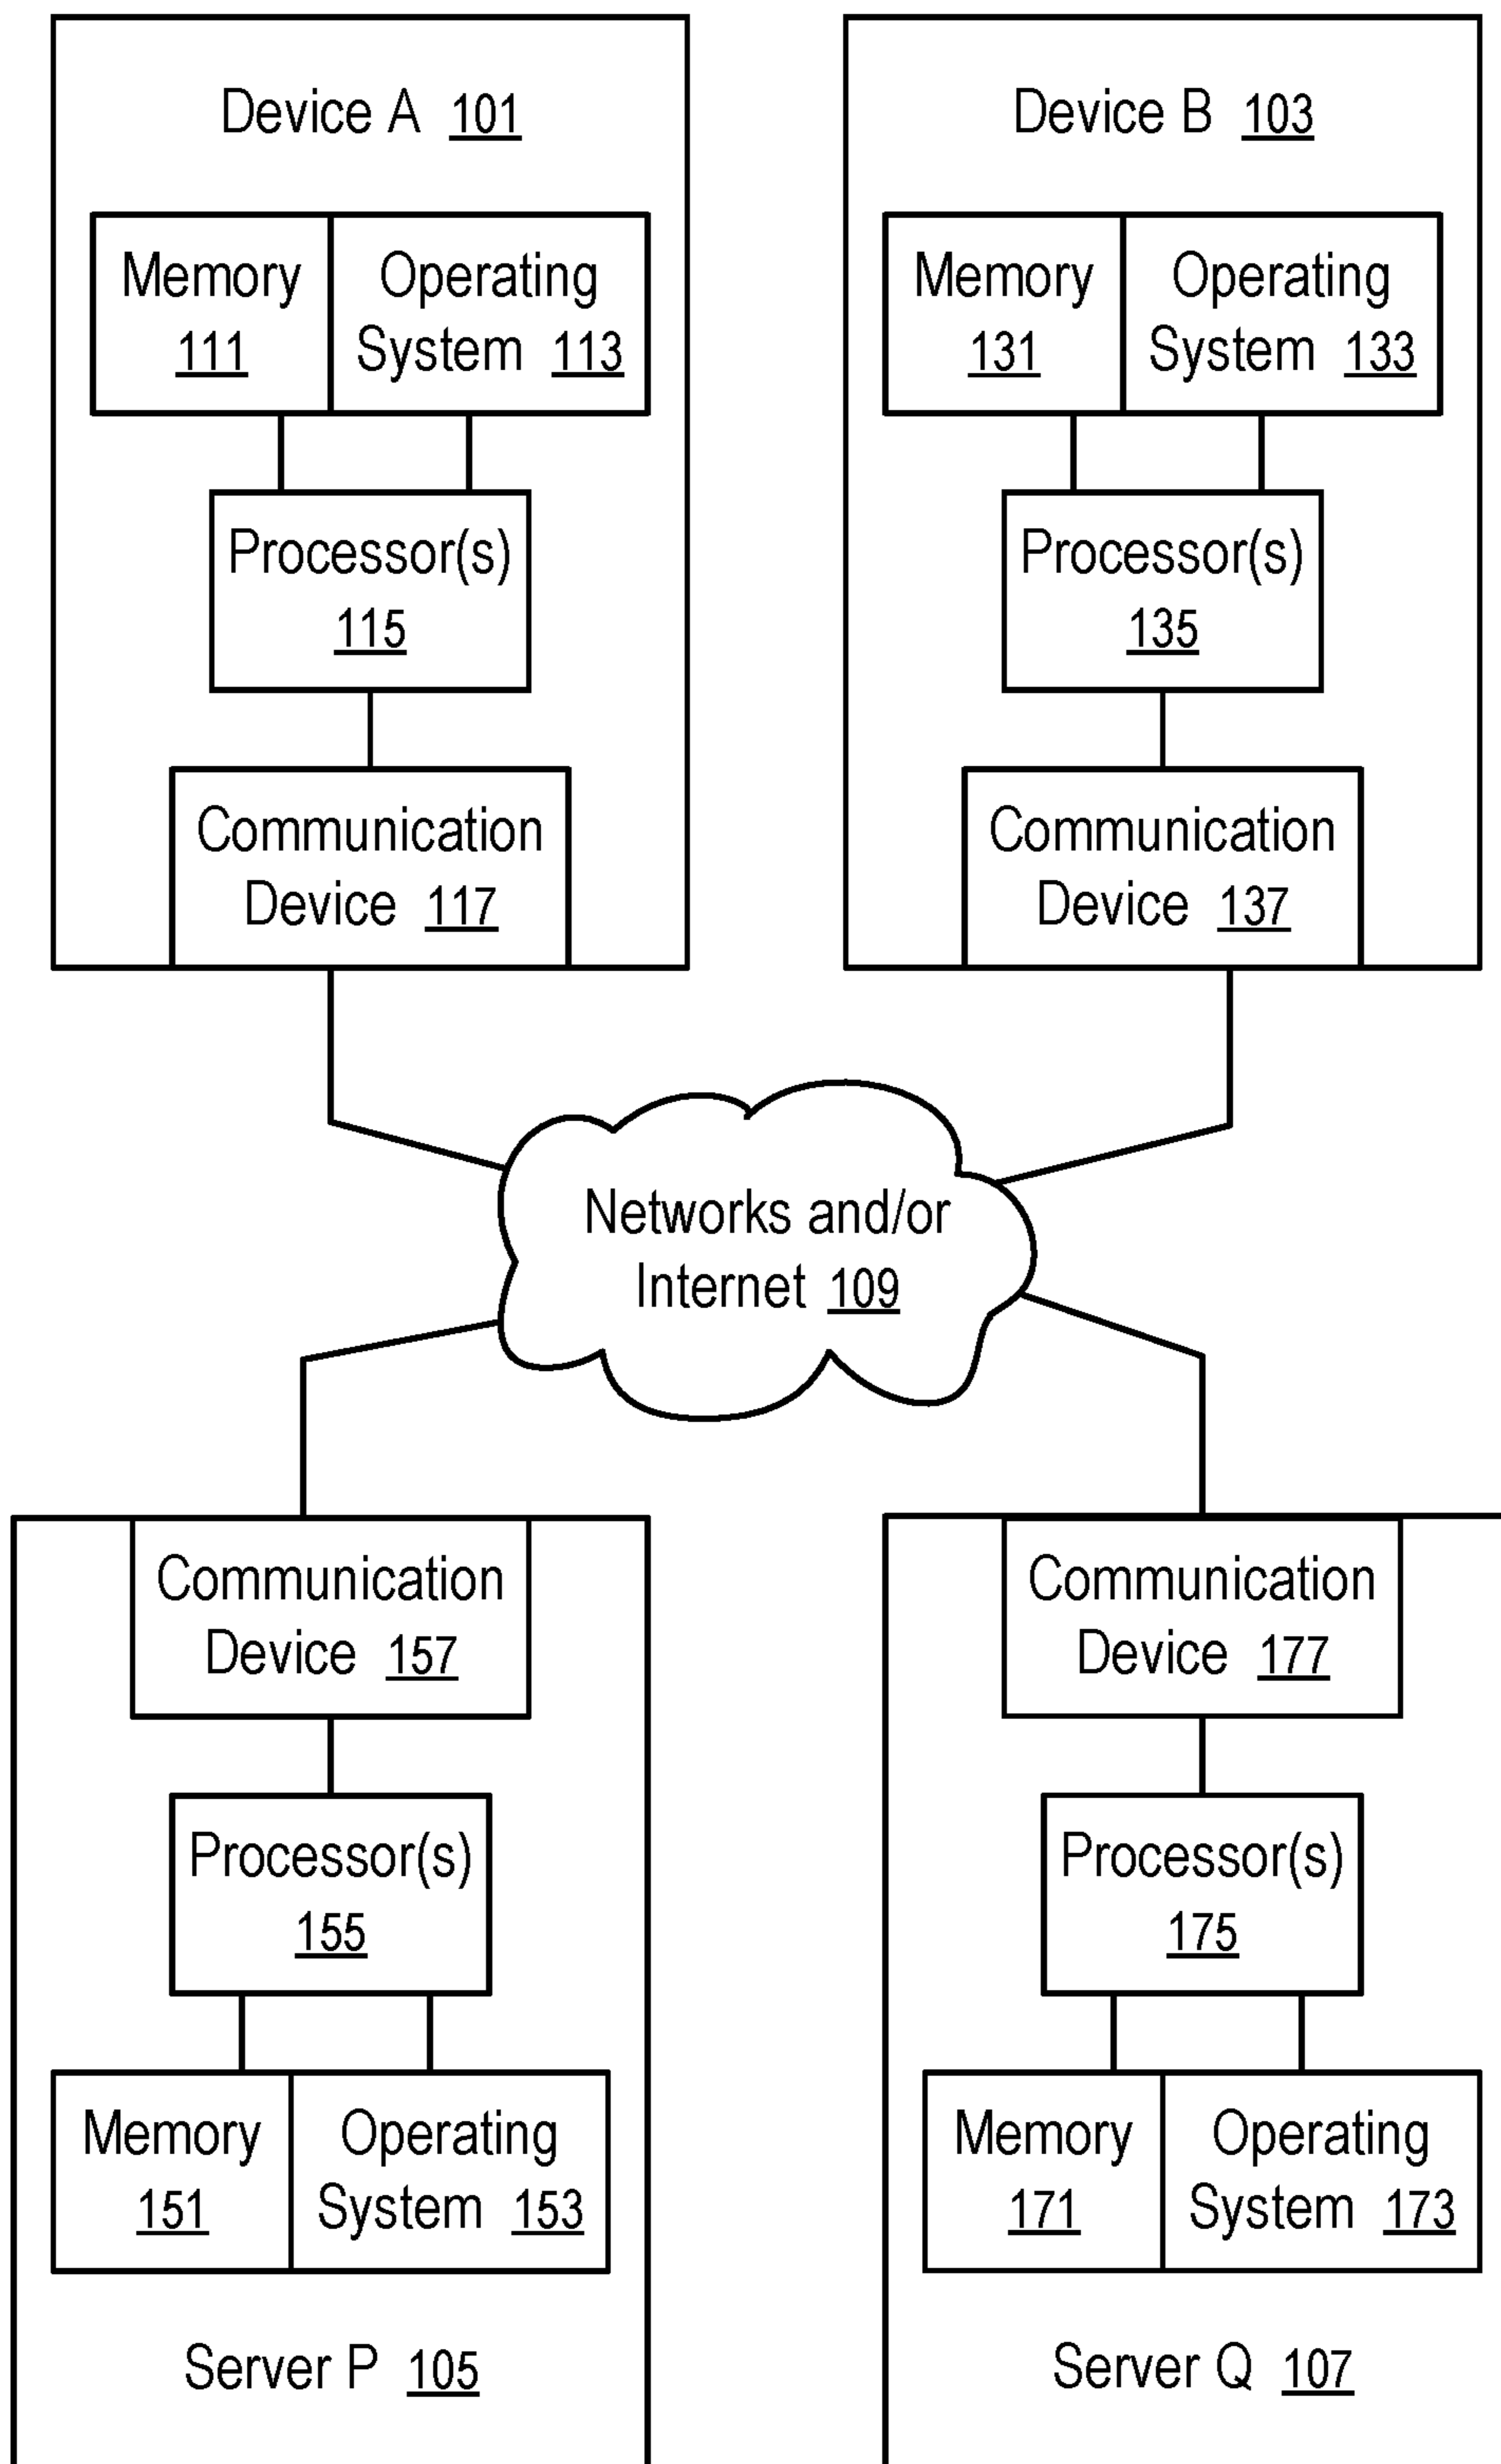 Device A 101
Memory
111
Operating
System 113
Processor(s)
115
Communication
Device 117
Device B 103
Memory
131
Operating
System 133
Processor(s)
135
Communication
Device 137
Networks and/or
Internet 109
Communication
Device 157
Processor(s)
155
Memory
151
Operating
System 153
Server P 105
Communication
Device 177
Processor(s)
175
Memory
171
Operating
System 173
Server Q 107